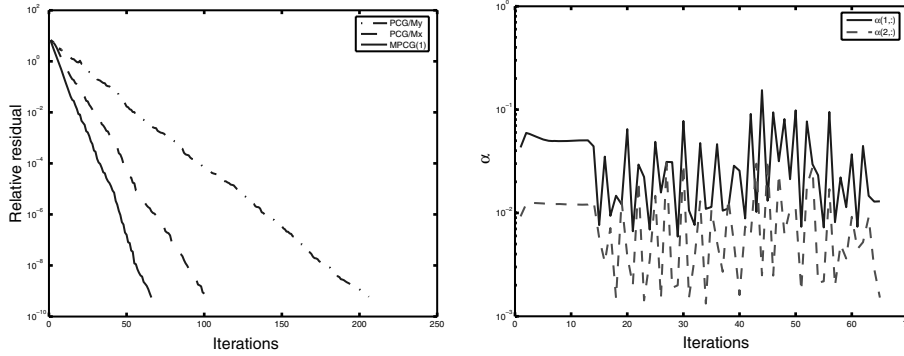 10^2
10^0
10^-2
10^-4
10^-6
10^-8
10^-10
Relative residual
0
50
100
150
200
250
Iterations
PCG/My
PCG/Mx
MPCG(1)
10^0
10^-1
10^-2
10^-3
α
0
10
20
30
40
50
60
Iterations
α(1,:)
α(2,:)